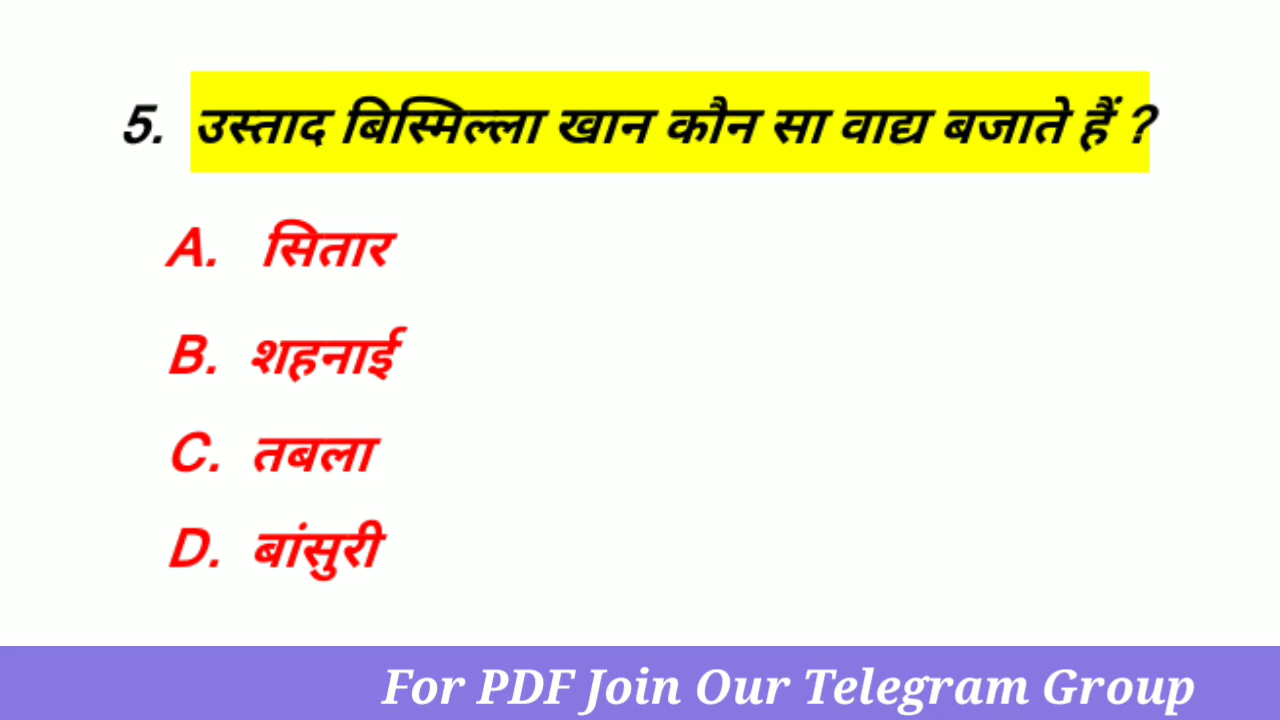 5. उस्ताद बिस्मिल्ला खान कौन सा वाद्य बजाते हैं ?
A. सितार
B. शहनाई
C. तबला
D. बांसुरी
For PDF Join Our Telegram Group